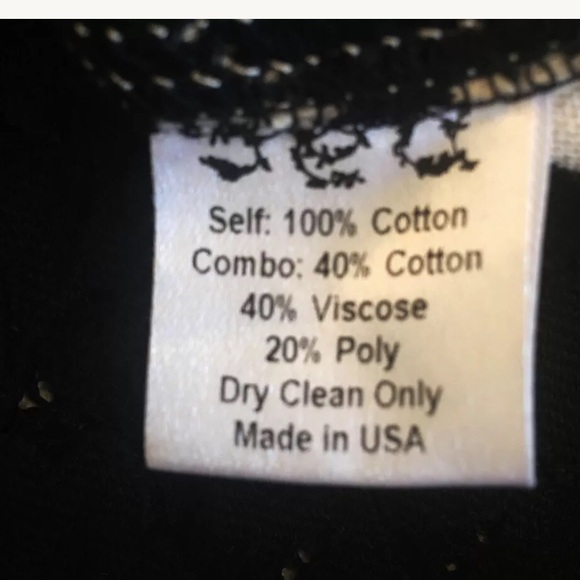 Self: 100% Cotton
Combo: 40% Cotton
40% Viscose
20% Poly
Dry Clean Only
Made in USA